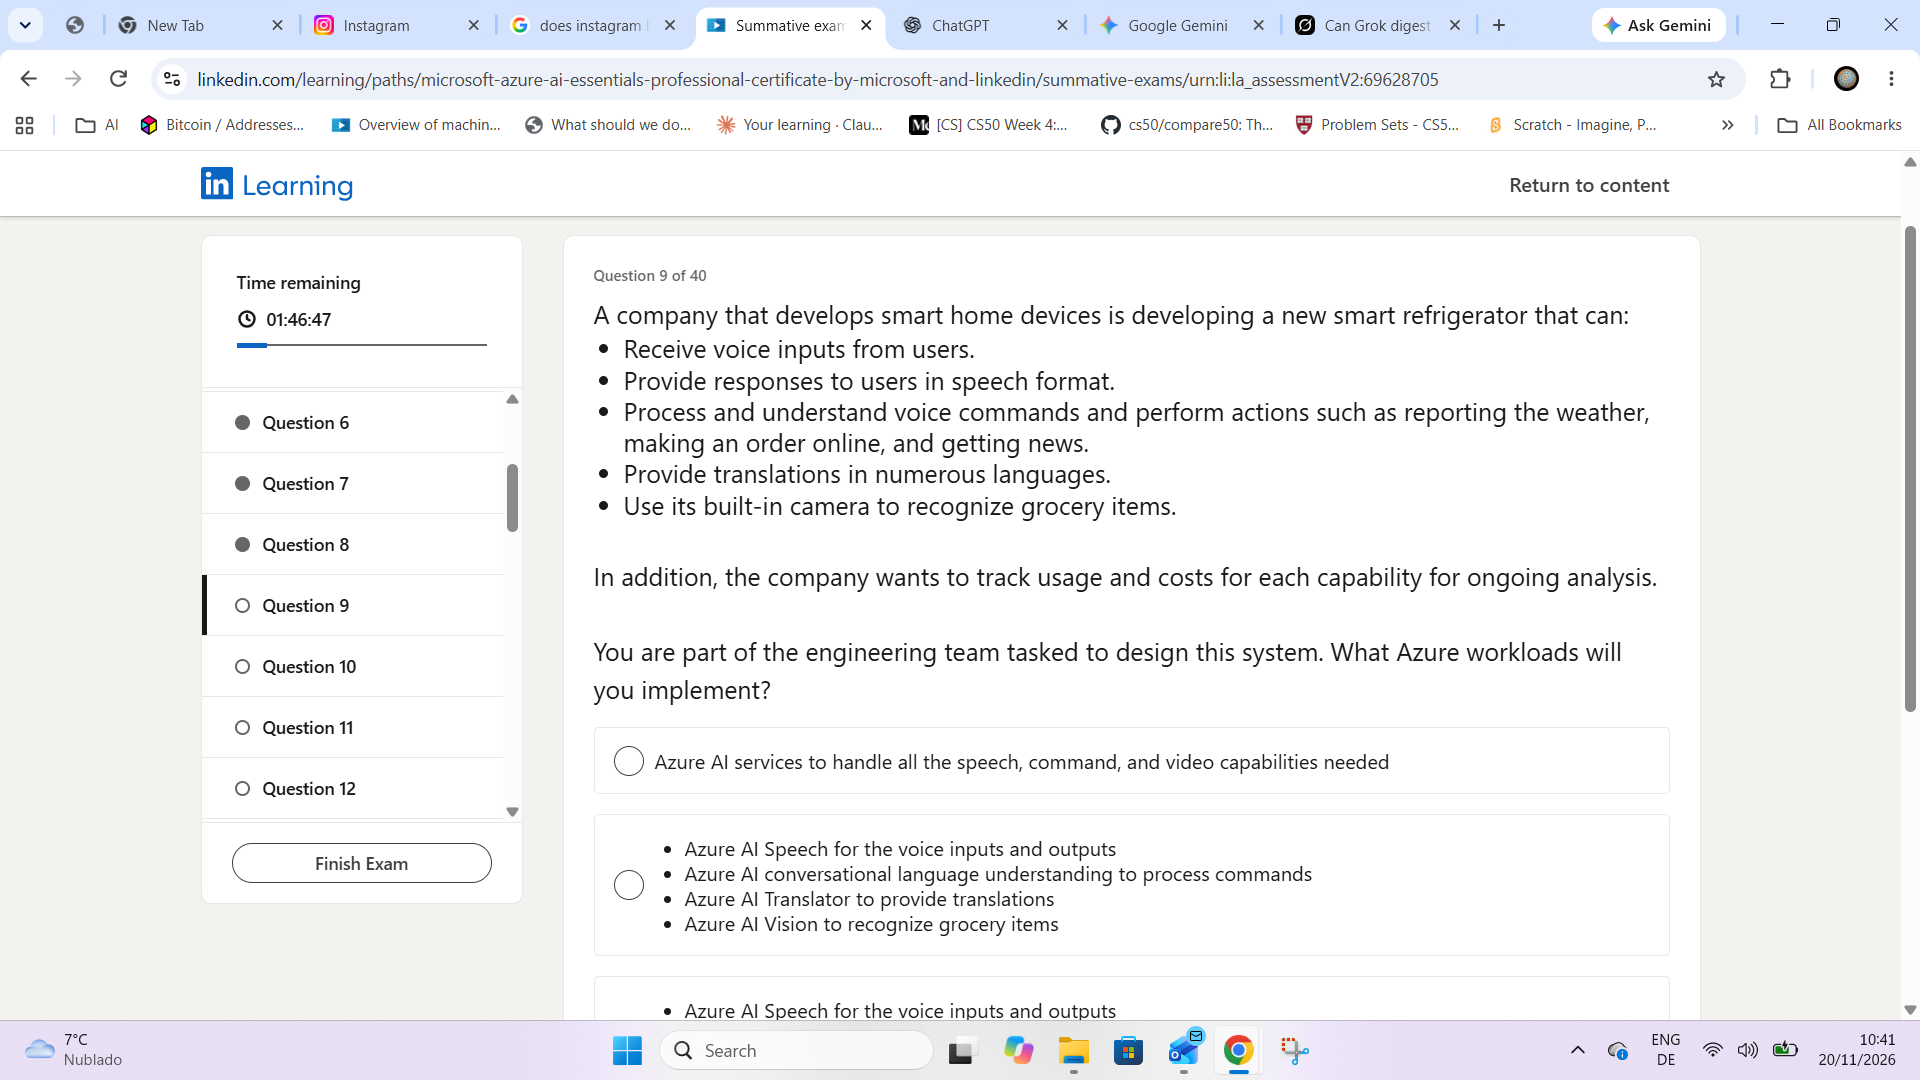 New Tab
Instagram
does instagram
Summative exam
ChatGPT
Google Gemini
Can Grok digest
Ask Gemini
linkedin.com/learning/paths/microsoft-azure-ai-essentials-professional-certificate-by-microsoft-and-linkedin/summative-exams/urn:li:la_assessmentV2:69628705
AI
Bitcoin / Addresses...
Overview of machin...
What should we do...
Your learning · Clau...
[CS] CS50 Week 4:...
cs50/compare50: Th...
Problem Sets - CS5...
Scratch - Imagine, P...
All Bookmarks
in Learning
Return to content
Time remaining
01:46:47
Question 6
Question 7
Question 8
Question 9
Question 10
Question 11
Question 12
Finish Exam
Question 9 of 40
A company that develops smart home devices is developing a new smart refrigerator that can:
• Receive voice inputs from users.
• Provide responses to users in speech format.
• Process and understand voice commands and perform actions such as reporting the weather,
making an order online, and getting news.
• Provide translations in numerous languages.
• Use its built-in camera to recognize grocery items.
In addition, the company wants to track usage and costs for each capability for ongoing analysis.
You are part of the engineering team tasked to design this system. What Azure workloads will
you implement?
Azure AI services to handle all the speech, command, and video capabilities needed
• Azure AI Speech for the voice inputs and outputs
• Azure AI conversational language understanding to process commands
• Azure AI Translator to provide translations
• Azure AI Vision to recognize grocery items
• Azure AI Speech for the voice inputs and outputs
7°C
Nublado
Search
ENG
DE
10:41
20/11/2026